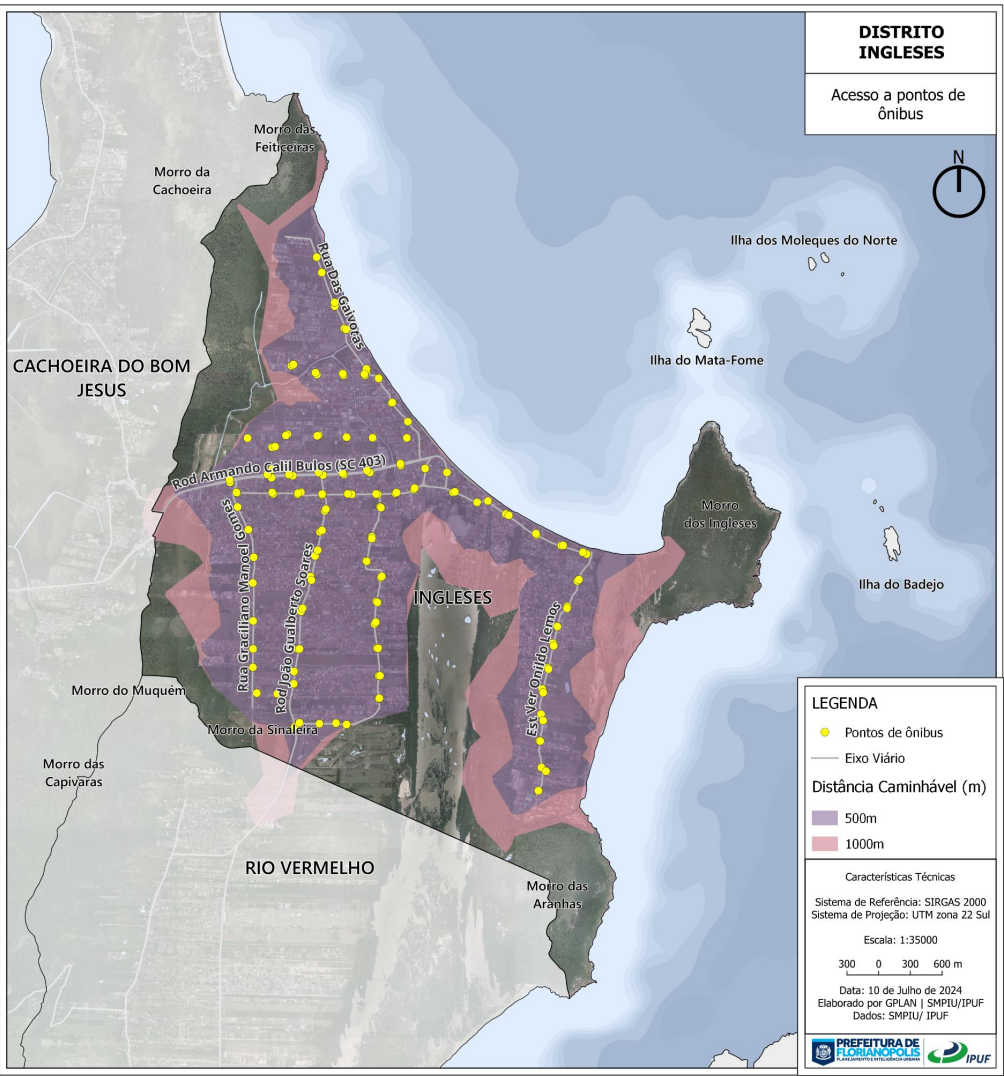 DISTRITO
INGLESES
Acesso a pontos de
ônibus
N
Morro das
Feiticeiras
Morro da
Cachoeira
Ilha dos Moleques do Norte
Rua Das Gaivotas
Ilha do Mata-Fome
CACHOEIRA DO BOM
JESUS
Rod Armando Calil Bulos (SC 403)
Morro
dos Ingleses
Rua Graciliano Manoel Gomes
Rod João Gualberto Soares
INGLESES
Est Ver Onildo Lemos
Ilha do Badejo
Morro do Muquém
Morro da Sinaleira
Morro das
Capivaras
RIO VERMELHO
Morro das
Aranhas
LEGENDA
Pontos de ônibus
Eixo Viário
Distância Caminhável (m)
500m
1000m
Características Técnicas
Sistema de Referência: SIRGAS 2000
Sistema de Projeção: UTM zona 22 Sul
Escala: 1:35000
300 0 300 600 m
Data: 10 de Julho de 2024
Elaborado por GPLAN | SMPIU/IPUF
Dados: SMPIU/ IPUF
PREFEITURA DE
FLORIANÓPOLIS
PLANEJAMENTO E INTELIGÊNCIA URBANA
IPUF